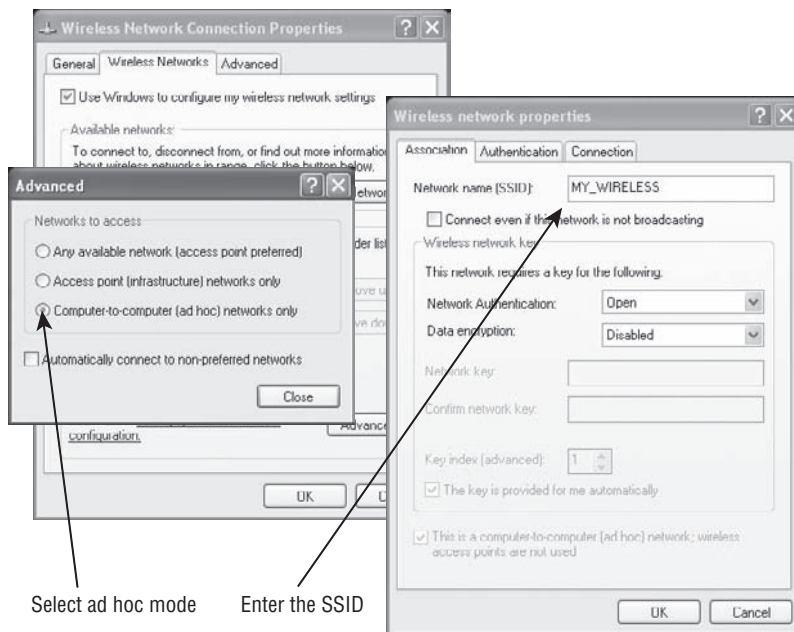 Wireless Network Connection Properties
General Wireless Networks Advanced
Use Windows to configure my wireless network settings
Available networks:
To connect to, disconnect from, or find out more information
about wireless networks in range, click the button below.
Advanced
Networks to access
Any available network (access point preferred)
Access point (infrastructure) networks only
Computer-to-computer (ad hoc) networks only
Automatically connect to non-preferred networks
Close
configuration.
OK
Wireless network properties
Association Authentication Connection
Network name (SSID): MY_WIRELESS
Connect even if this network is not broadcasting
Wireless network key
This network requires a key for the following:
Network Authentication: Open
Data encryption: Disabled
Network key:
Confirm network key:
Key index (advanced): 1
The key is provided for me automatically
This is a computer-to-computer (ad hoc) network; wireless
access points are not used
OK Cancel
Select ad hoc mode
Enter the SSID